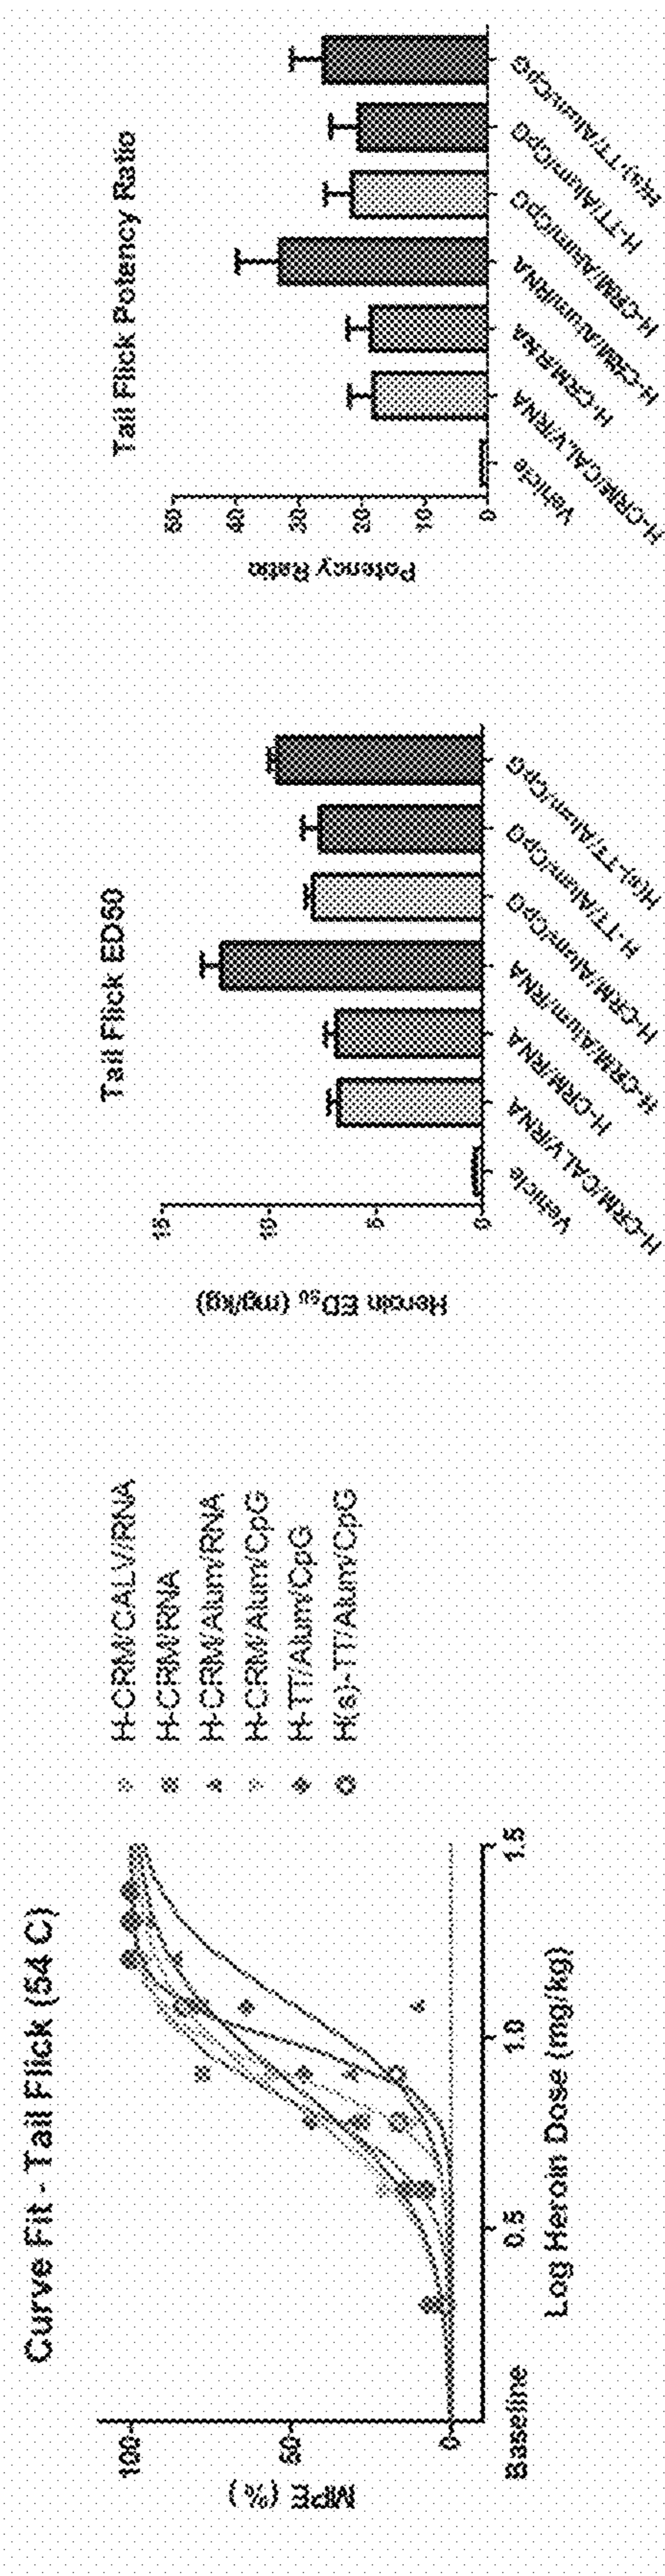 Curve Fit - Tail Flick (54 C)
MPE (%)
100
50
0
Baseline
0.5
1.0
1.5
Log Heroin Dose (mg/kg)
H-CRM/CALV/RNA
H-CRM/RNA
H-CRM/Alum/RNA
H-CRM/Alum/CpG
H-TT/Alum/CpG
H(s)-TT/Alum/CpG
Tail Flick ED50
Heroin ED50 (mg/kg)
15
10
5
0
Vehicle
H-CRM/CALV/RNA
H-CRM/RNA
H-CRM/Alum/RNA
H-CRM/Alum/CpG
H-TT/Alum/CpG
H(s)-TT/Alum/CpG
Tail Flick Potency Ratio
Potency Ratio
50
40
30
20
10
0
Vehicle
H-CRM/CALV/RNA
H-CRM/RNA
H-CRM/Alum/RNA
H-CRM/Alum/CpG
H-TT/Alum/CpG
H(s)-TT/Alum/CpG